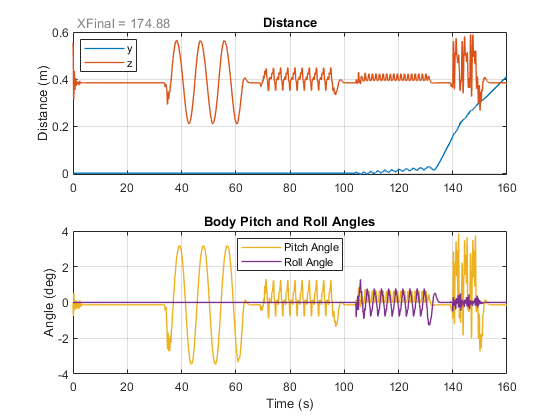 XFinal = 174.88
Distance
0.6
0.4
0.2
0
Distance (m)
y
z
0 20 40 60 80 100 120 140 160
Body Pitch and Roll Angles
4
2
0
-2
-4
Angle (deg)
Pitch Angle
Roll Angle
0 20 40 60 80 100 120 140 160
Time (s)